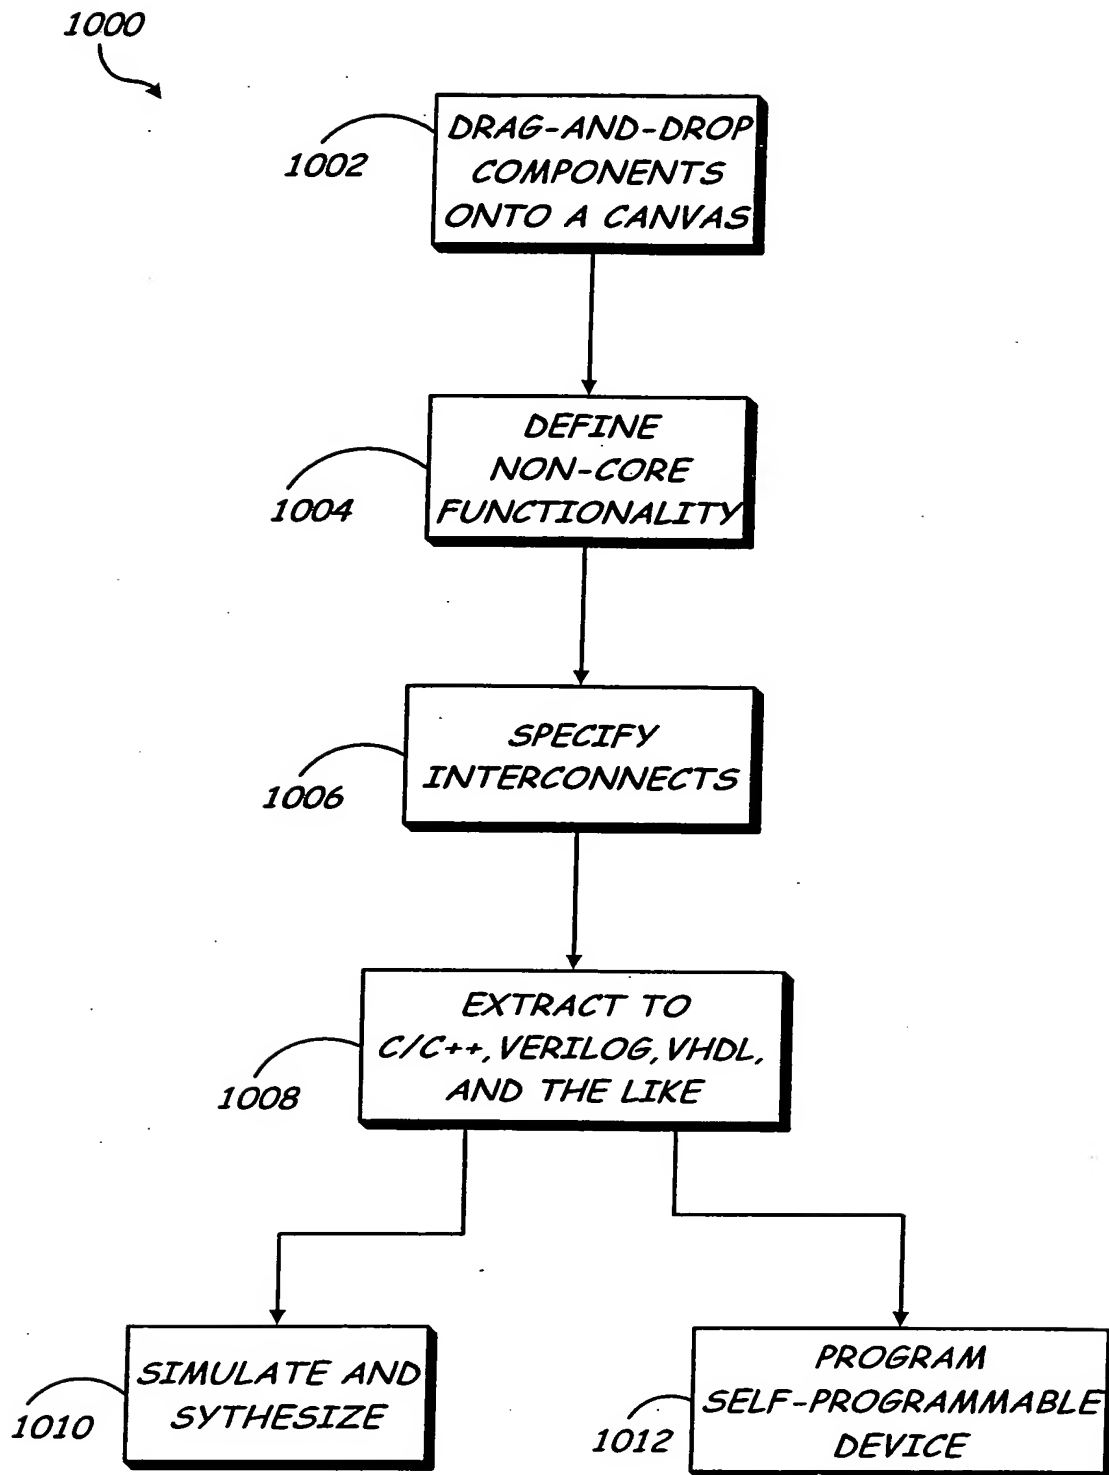 1000
DRAG-AND-DROP
COMPONENTS
ONTO A CANVAS
1002
DEFINE
NON-CORE
FUNCTIONALITY
1004
SPECIFY
INTERCONNECTS
1006
EXTRACT TO
C/C++, VERILOG, VHDL,
AND THE LIKE
1008
SIMULATE AND
SYTHESIZE
1010
PROGRAM
SELF-PROGRAMMABLE
DEVICE
1012